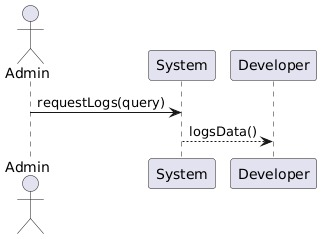 Admin
System
Developer
requestLogs(query)
logsData()
Admin
System
Developer